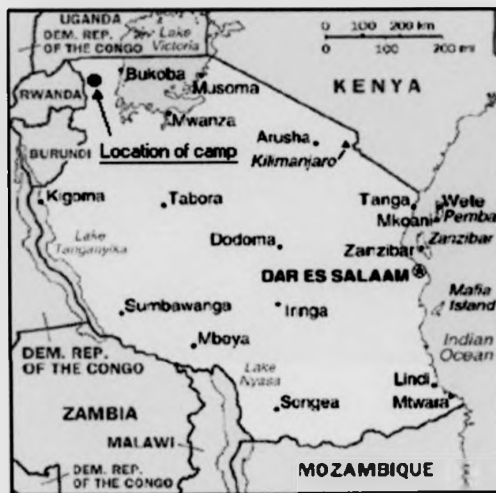 UGANDA
DEM. REP.
OF THE CONGO
Lake
Victoria
0 100 200 km
0 100 200 mi
KENYA
Bukoba
Musoma
RWANDA
Mwanza
Location of camp
Arusha
Kilimanjaro
BURUNDI
Kigoma
Tabora
Tanga
Wete
Mkoani
Pemba
Lake
Tanganyika
Dodoma
Zanzibar
Zanzibar
DAR ES SALAAM
Mafia
Island
Sumbawanga
Iringa
Mboya
Indian
Ocean
DEM. REP.
OF THE CONGO
Lake
Nyasa
Lindi
Mtwara
ZAMBIA
Songea
MALAWI
DEM. REP.
OF THE CONGO
MOZAMBIQUE